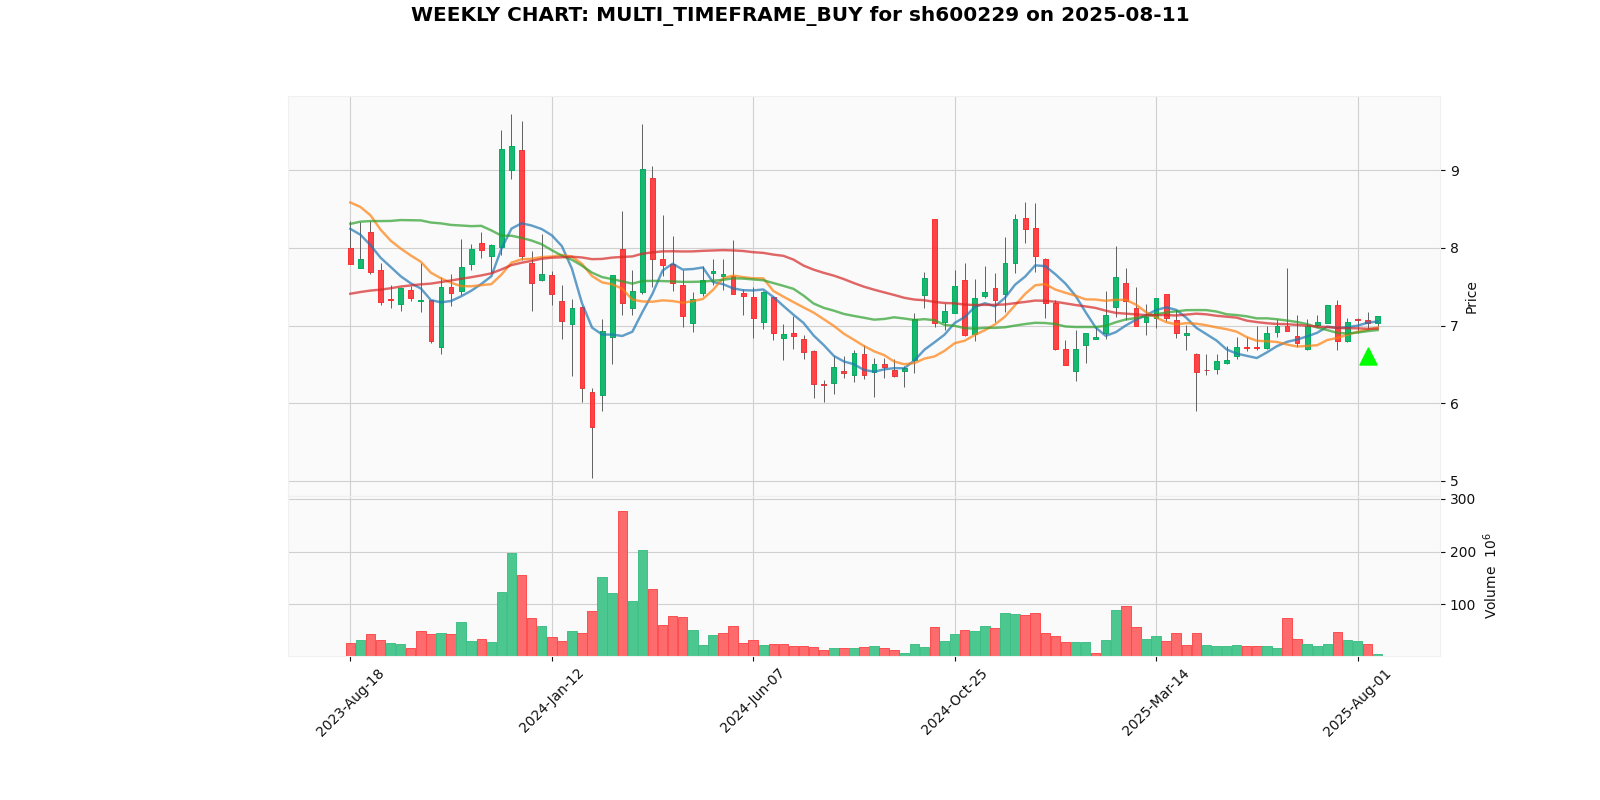 WEEKLY CHART: MULTI_TIMEFRAME_BUY for sh600229 on 2025-08-11
9
8
7
6
5
Price
300
200
100
Volume 10^6
2023-Aug-18
2024-Jan-12
2024-Jun-07
2024-Oct-25
2025-Mar-14
2025-Aug-01